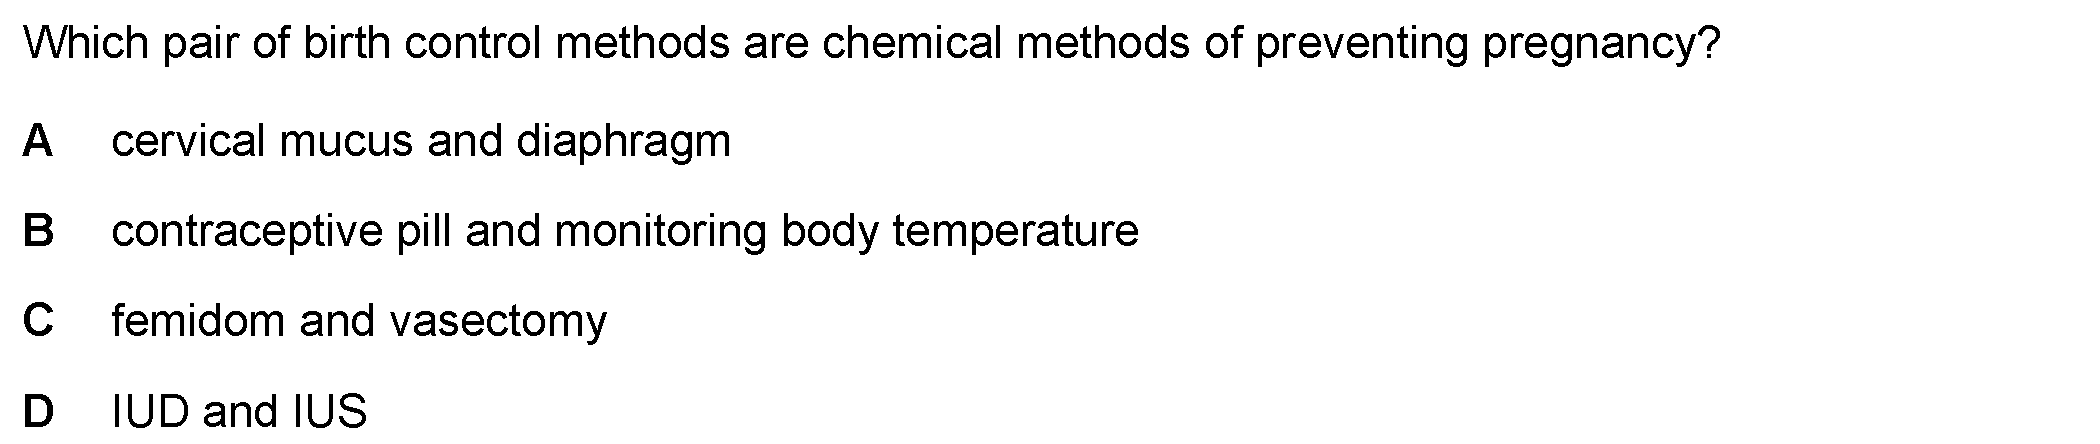 Which pair of birth control methods are chemical methods of preventing pregnancy?
A cervical mucus and diaphragm
B contraceptive pill and monitoring body temperature
C femidom and vasectomy
D IUD and IUS